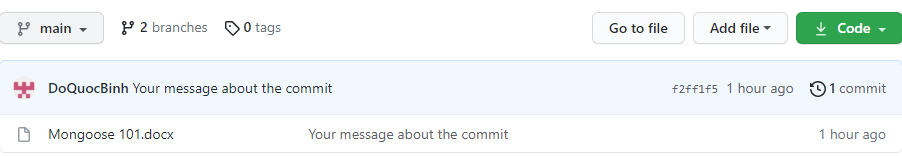 main 2 branches 0 tags Go to file Add file Code
DoQuocBinh Your message about the commit f2ff1f5 1 hour ago 1 commit
Mongoose 101.docx Your message about the commit 1 hour ago